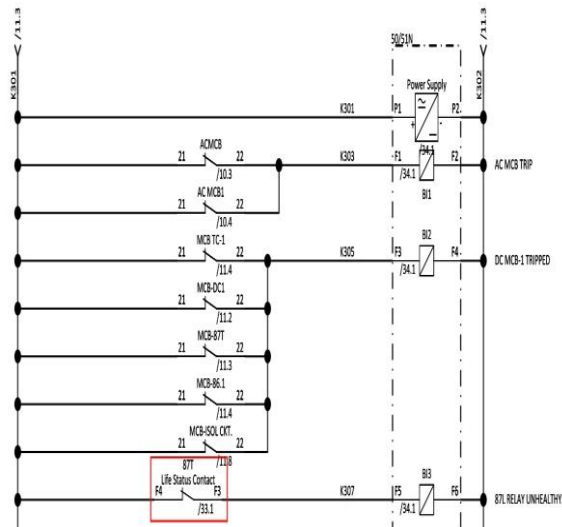 /11.3
/11.3
K301
K302
50/51N
Power Supply
K301 P1 P2
+ -
/34.1
ACMCB
21 22 K303 F1 F2 AC MCB TRIP
/10.3 /34.1
BI1
AC MCB1
21 22
/10.4
MCB TC-1 BI2
21 22 K305 F3 F4 DC MCB-1 TRIPPED
/11.4 /34.1
MCB-DC1
21 22
/11.2
MCB-87T
21 22
/11.3
MCB-86.1
21 22
/11.4
MCB-ISOL CKT.
21 22
/11.8
87T
Life Status Contact BI3
F4 F3 K307 F5 F6 87L RELAY UNHEALTHY
/33.1 /34.1